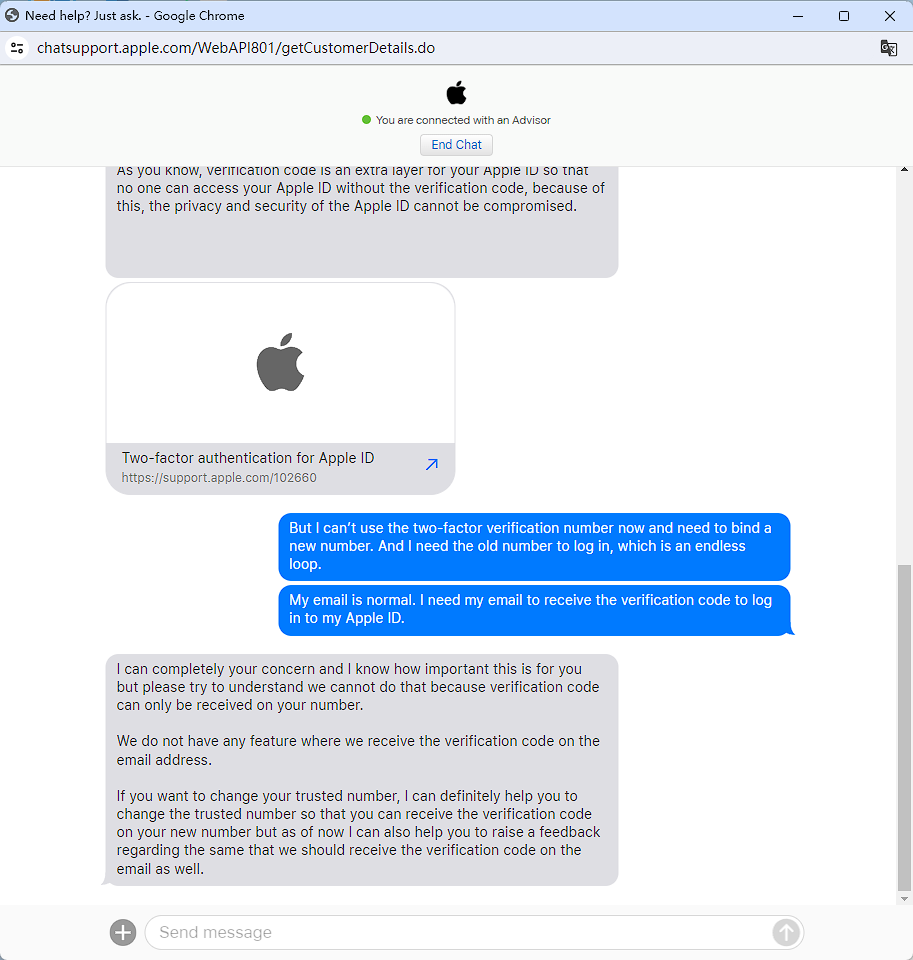 Need help? Just ask. - Google Chrome
chatsupport.apple.com/WebAPI801/getCustomerDetails.do
You are connected with an Advisor
End Chat
As you know, verification code is an extra layer for your Apple ID so that
no one can access your Apple ID without the verification code, because of
this, the privacy and security of the Apple ID cannot be compromised.
Two-factor authentication for Apple ID
https://support.apple.com/102660
But I can't use the two-factor verification number now and need to bind a
new number. And I need the old number to log in, which is an endless
loop.
My email is normal. I need my email to receive the verification code to log
in to my Apple ID.
I can completely your concern and I know how important this is for you
but please try to understand we cannot do that because verification code
can only be received on your number.
We do not have any feature where we receive the verification code on the
email address.
If you want to change your trusted number, I can definitely help you to
change the trusted number so that you can receive the verification code
on your new number but as of now I can also help you to raise a feedback
regarding the same that we should receive the verification code on the
email as well.
Send message